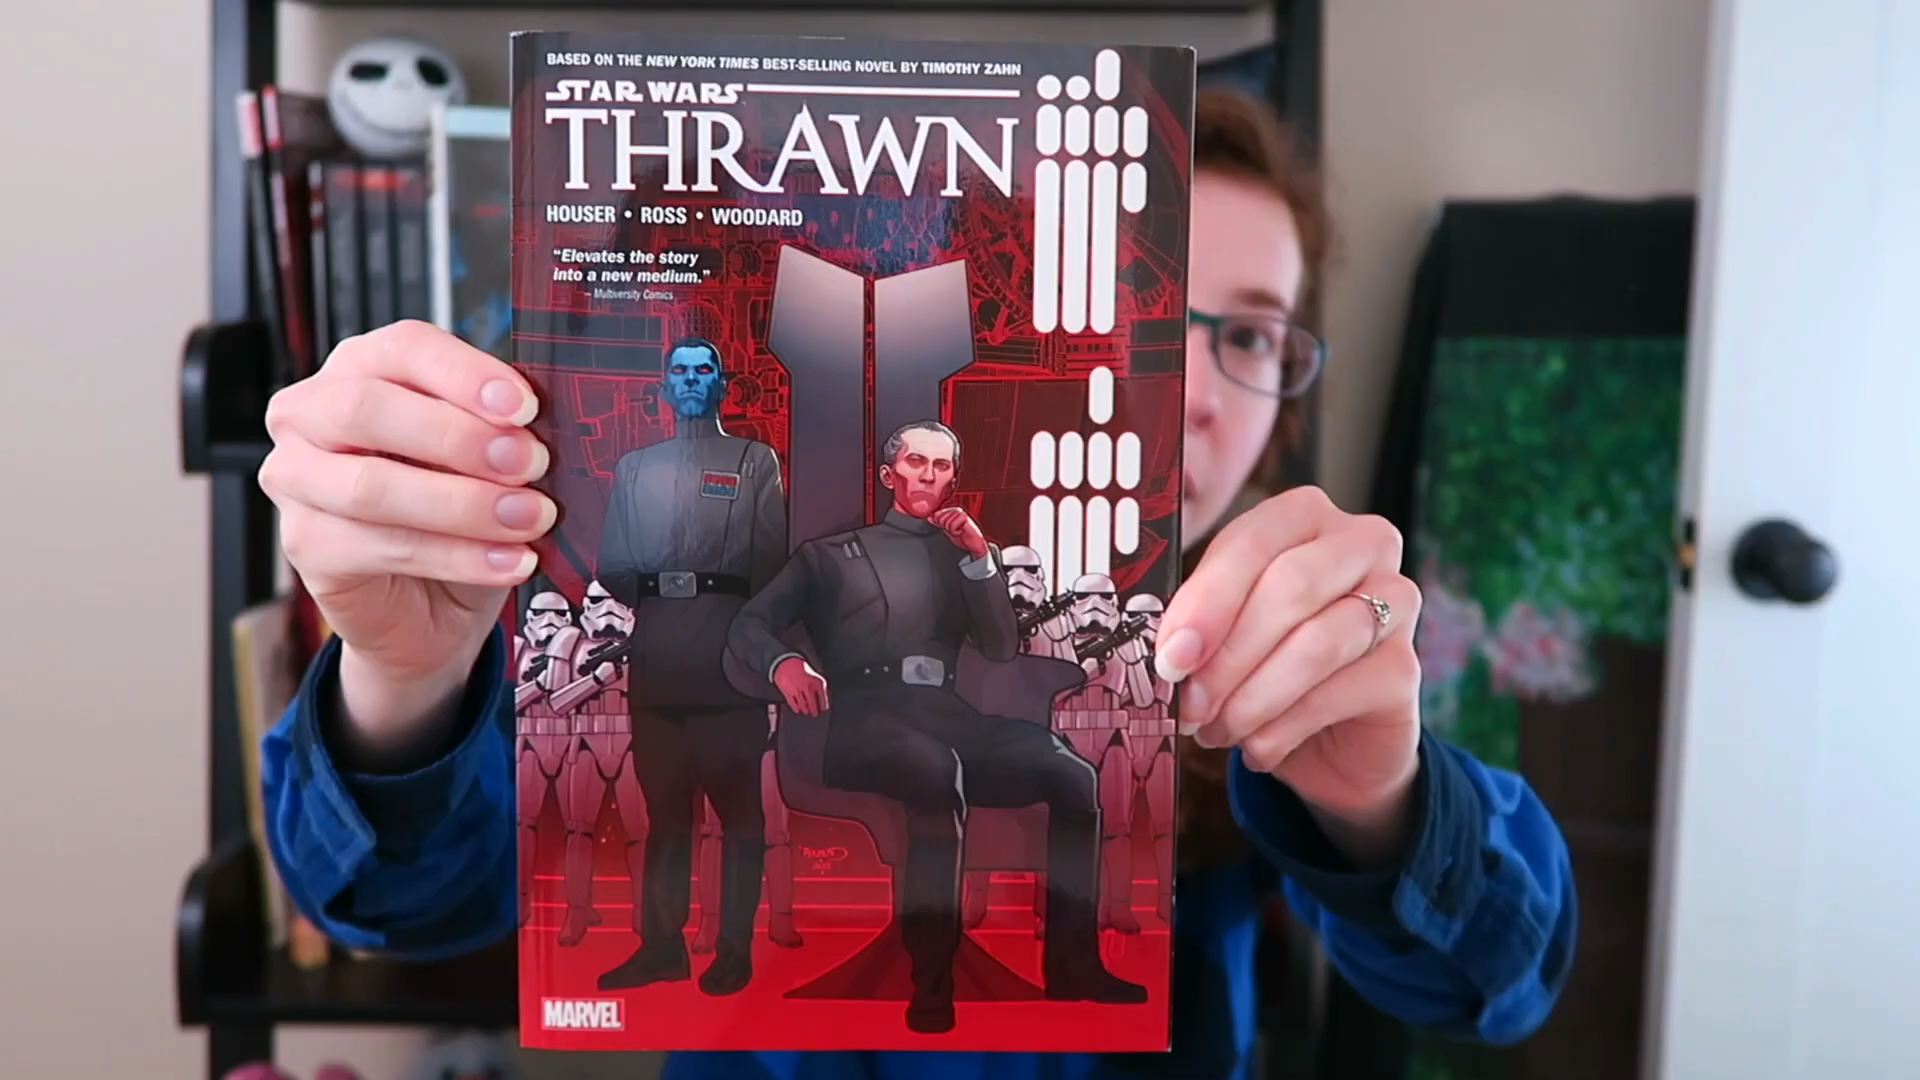 BASED ON THE NEW YORK TIMES BEST-SELLING NOVEL BY TIMOTHY ZAHN
STAR WARS
THRAWN
HOUSER • ROSS • WOODARD
“Elevates the story
into a new medium.”
– Multiversity Comics
MARVEL